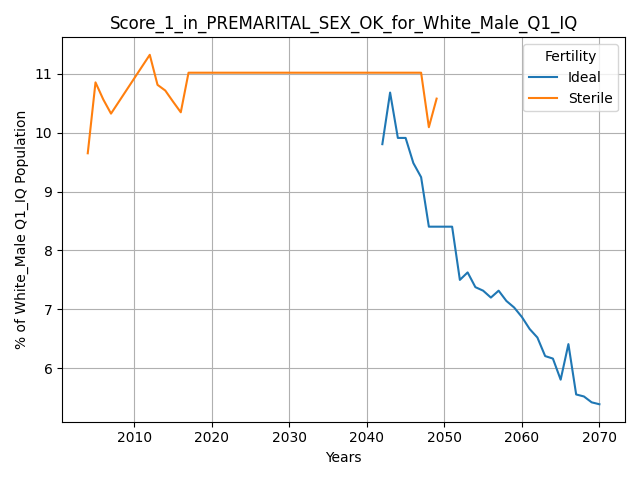 Score_1_in_PREMARITAL_SEX_OK_for_White_Male_Q1_IQ
% of White_Male Q1_IQ Population
11
10
9
8
7
6
Fertility
Ideal
Sterile
2010 2020 2030 2040 2050 2060 2070
Years